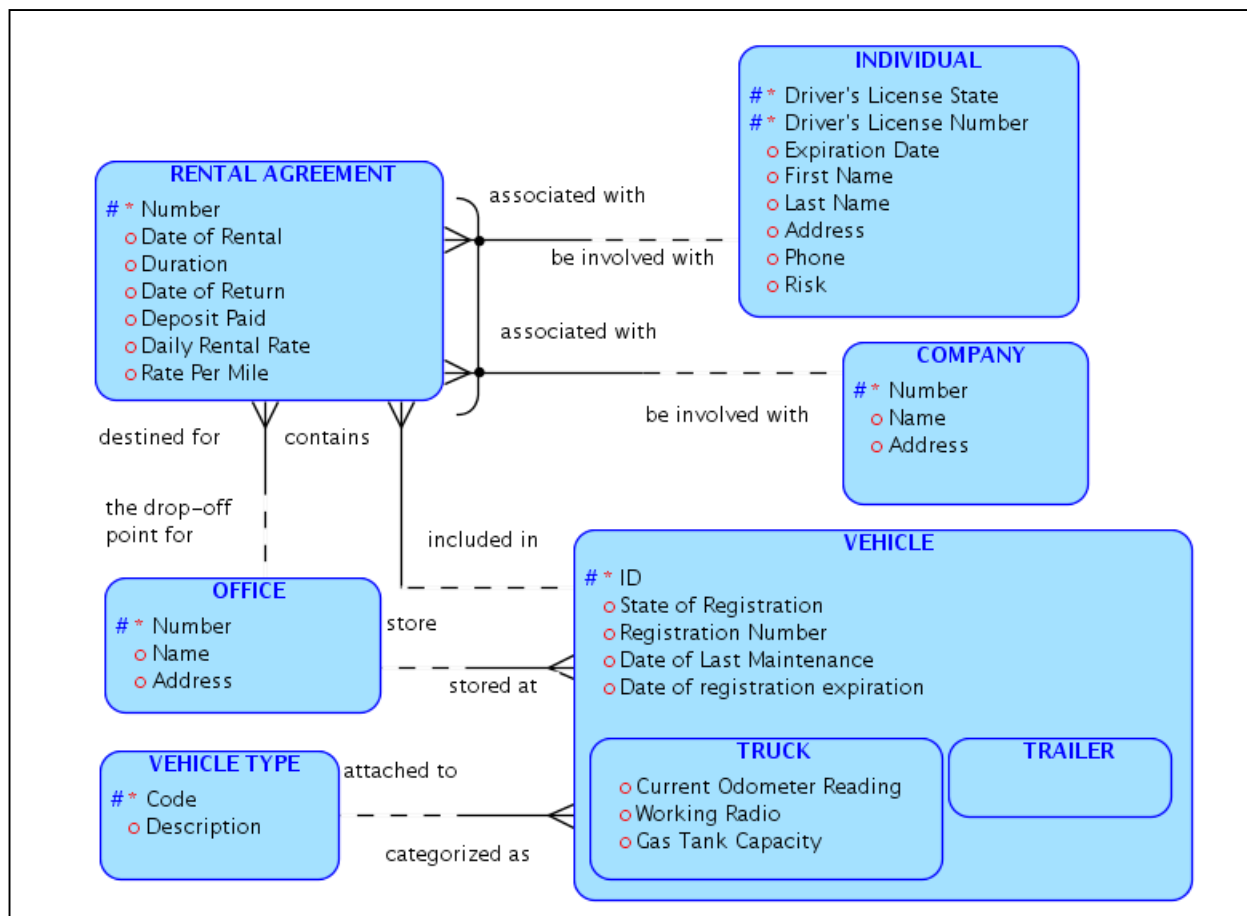 INDIVIDUAL
#* Driver's License State
#* Driver's License Number
o Expiration Date
o First Name
o Last Name
o Address
o Phone
o Risk
RENTAL AGREEMENT
#* Number
o Date of Rental
o Duration
o Date of Return
o Deposit Paid
o Daily Rental Rate
o Rate Per Mile
associated with
be involved with
associated with
be involved with
COMPANY
#* Number
o Name
o Address
destined for
contains
the drop-off
point for
included in
OFFICE
#* Number
o Name
o Address
store
stored at
VEHICLE
#* ID
o State of Registration
o Registration Number
o Date of Last Maintenance
o Date of registration expiration
TRUCK
o Current Odometer Reading
o Working Radio
o Gas Tank Capacity
TRAILER
VEHICLE TYPE
#* Code
o Description
attached to
categorized as